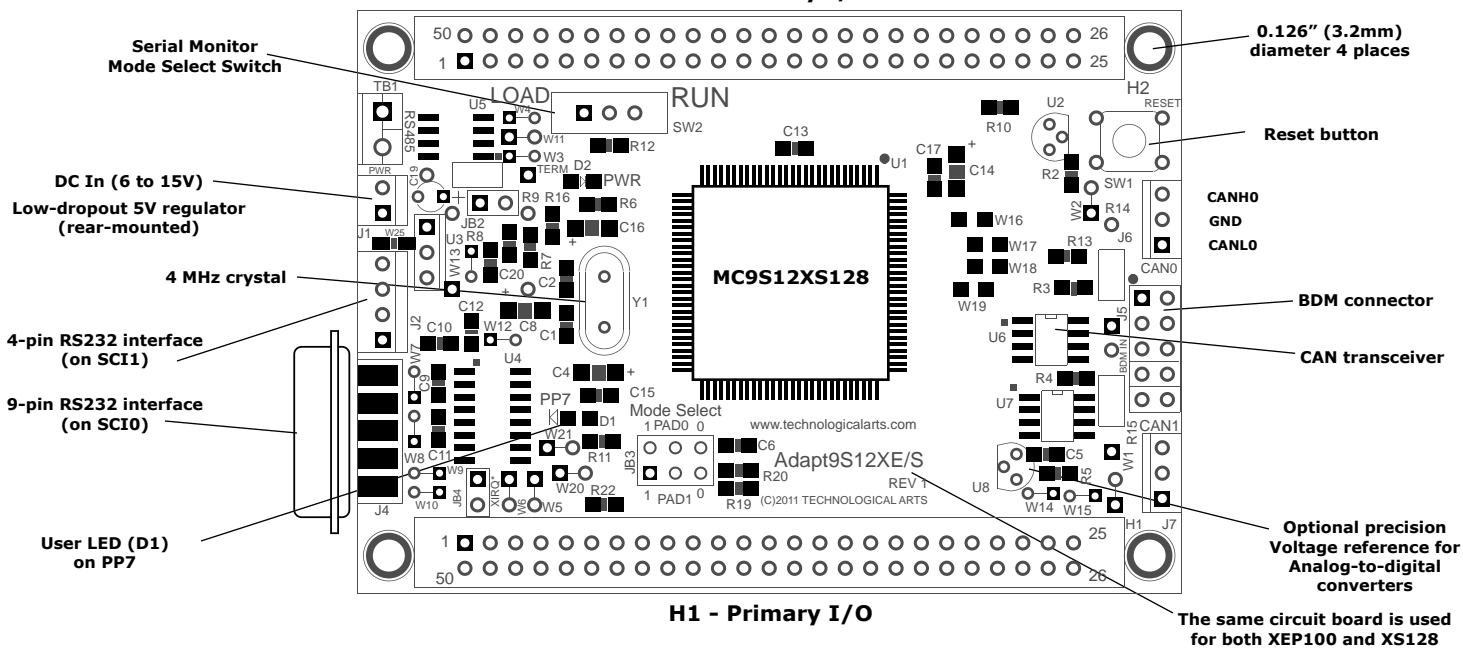 50
26
1
25
Serial Monitor
Mode Select Switch
0.126” (3.2mm)
diameter 4 places
TB1
RS485
U5
LOAD
RUN
W4
W11
W3
SW2
R12
TERM
C13
R10
U2
H2
RESET
Reset button
PWR
DC In (6 to 15V)
Low-dropout 5V regulator
(rear-mounted)
C19
D2
PWR
U1
C17
C14
+
R2
SW1
W2
R14
J6
CANH0
GND
CANL0
J1
W25
+
JB2
R9
R16
R6
C16
+
U3
R8
W13
C20
R7
W16
W17
W18
W19
R13
R3
CAN0
4 MHz crystal
C2
Y1
MC9S12XS128
BDM connector
J2
+
C12
C10
W12
C8
C1
U6
J5
BDM IN
CAN transceiver
4-pin RS232 interface
(on SCI1)
W7
U4
C4
+
C15
R4
9-pin RS232 interface
(on SCI0)
C9
PP7
D1
Mode Select
1 PAD0 0
www.technologicalarts.com
U7
R15
CAN1
C11
W8
W21
R11
JB3
C6
Adapt9S12XE/S
C5
W9
W10
JB4
XIRQ*
W6
W5
W20
R22
1 PAD1 0
R20
R19
REV 1
(C)2011 TECHNOLOGICAL ARTS
U8
R5
W1
W14
W15
J4
H1
J7
User LED (D1)
on PP7
1
25
50
26
Optional precision
Voltage reference for
Analog-to-digital
converters
H1 - Primary I/O
The same circuit board is used
for both XEP100 and XS128